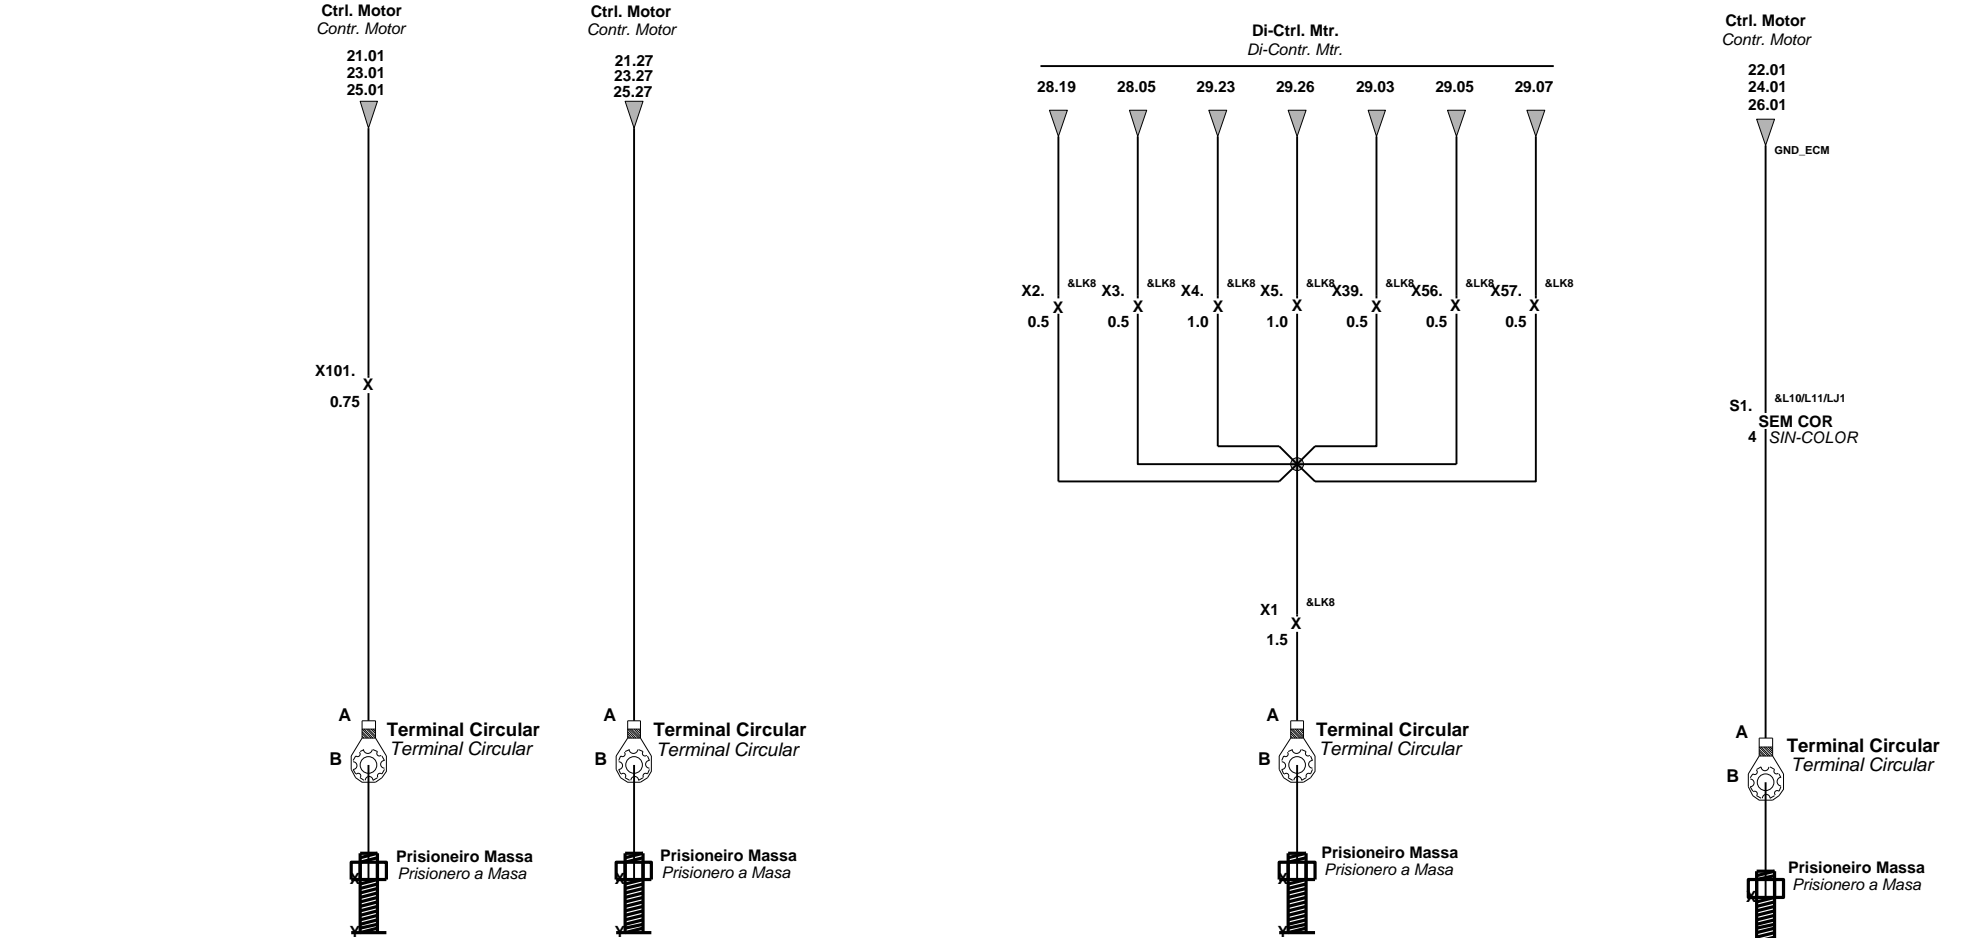 Ctrl. Motor
Contr. Motor
21.01
23.01
25.01
X101.
X
0.75
A
B
Terminal Circular
Terminal Circular
Prisioneiro Massa
Prisionero a Masa
X
X
Ctrl. Motor
Contr. Motor
21.27
23.27
25.27
A
B
Terminal Circular
Terminal Circular
Prisioneiro Massa
Prisionero a Masa
X
X
Di-Ctrl. Mtr.
Di-Contr. Mtr.
28.19 28.05 29.23 29.26 29.03 29.05 29.07
X2. &LK8 X3. &LK8 X4. &LK8 X5. &LK8 X39. &LK8 X56. &LK8 X57. &LK8
X X X X X X X
0.5 0.5 1.0 1.0 0.5 0.5 0.5
X1 &LK8
X
1.5
A
B
Terminal Circular
Terminal Circular
Prisioneiro Massa
Prisionero a Masa
X
X
Ctrl. Motor
Contr. Motor
22.01
24.01
26.01
GND_ECM
S1. &L10/L11/LJ1
SEM COR
4 SIN-COLOR
A
B
Terminal Circular
Terminal Circular
Prisioneiro Massa
Prisionero a Masa
X